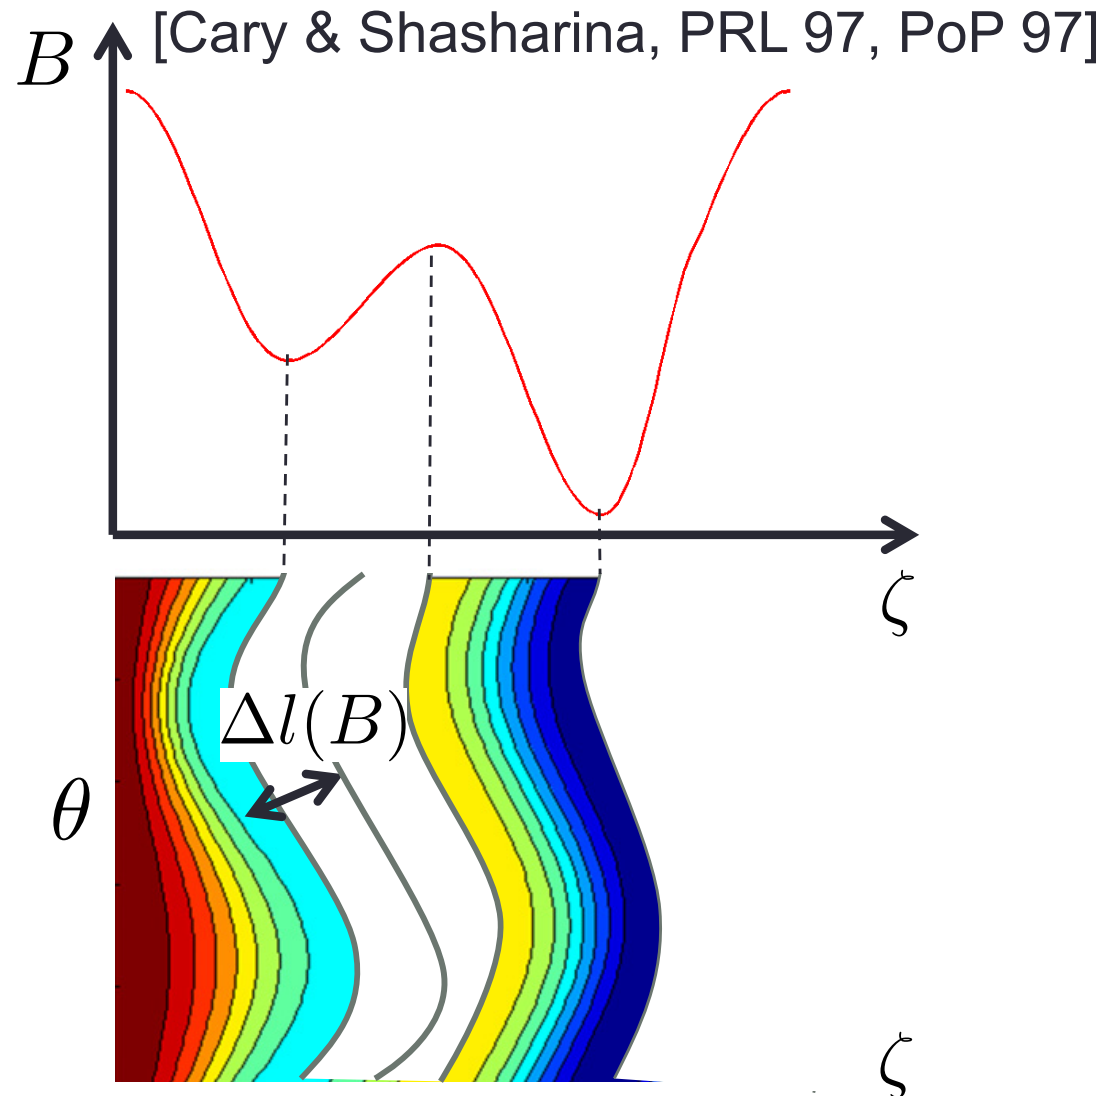 B [Cary & Shasharina, PRL 97, PoP 97]
ζ
Δl(B)
θ
ζ